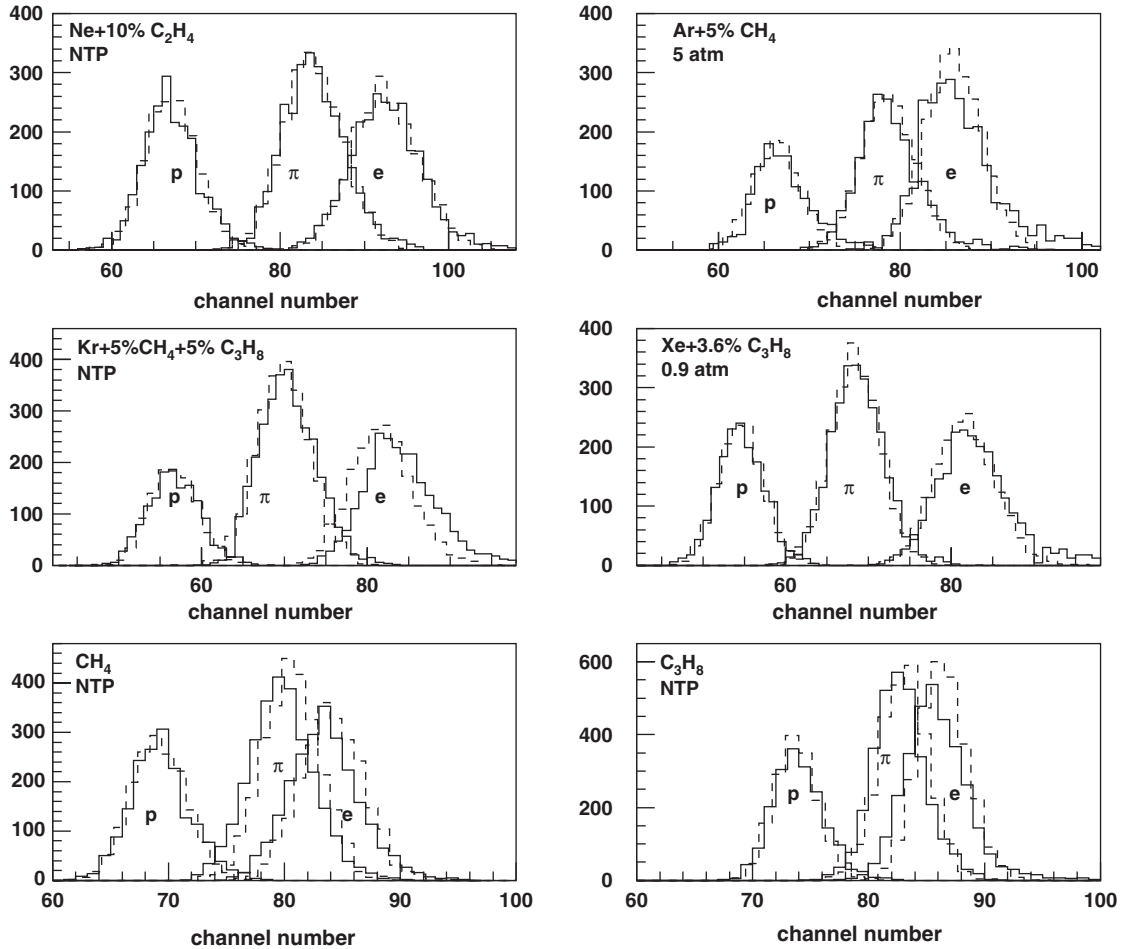 Ne+10% C₂H₄
NTP
400
300
200
100
0
p
π
e
60
80
100
channel number
Ar+5% CH₄
5 atm
400
300
200
100
0
p
π
e
60
80
100
channel number
Kr+5%CH₄+5% C₃H₈
NTP
400
300
200
100
0
p
π
e
60
80
channel number
Xe+3.6% C₃H₈
0.9 atm
400
300
200
100
0
p
π
e
60
80
channel number
CH₄
NTP
400
300
200
100
0
p
π
e
60
70
80
90
100
channel number
C₃H₈
NTP
600
400
200
0
p
π
e
60
70
80
90
100
channel number